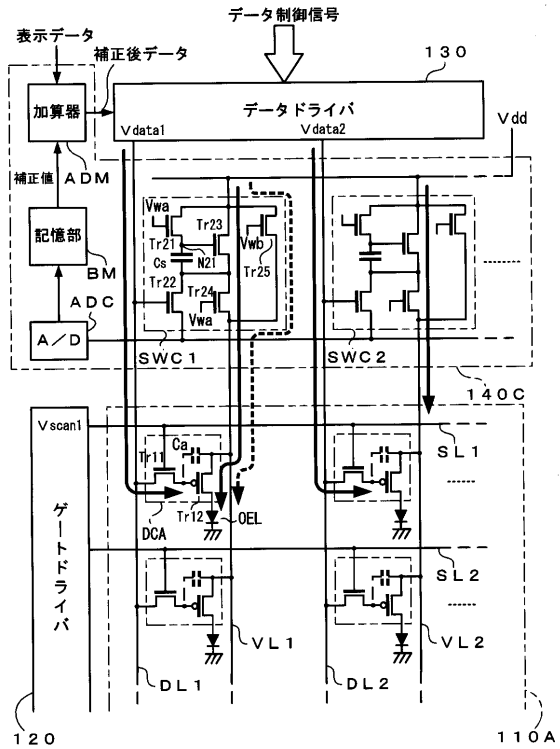 データ制御信号
表示データ
補正後データ
130
加算器
データドライバ
Vdata1
Vdata2
Vdd
補正値
ADM
Vwa
Tr23
Tr21
N21
Vwb
Tr25
Cs
記憶部
Tr22
Tr24
BM
ADC
Vwa
A/D
SWC1
SWC2
140C
Vscan1
Ca
SL1
Tr11
DCA
Tr12
OEL
ゲートドライバ
SL2
VL1
VL2
DL1
DL2
120
110A